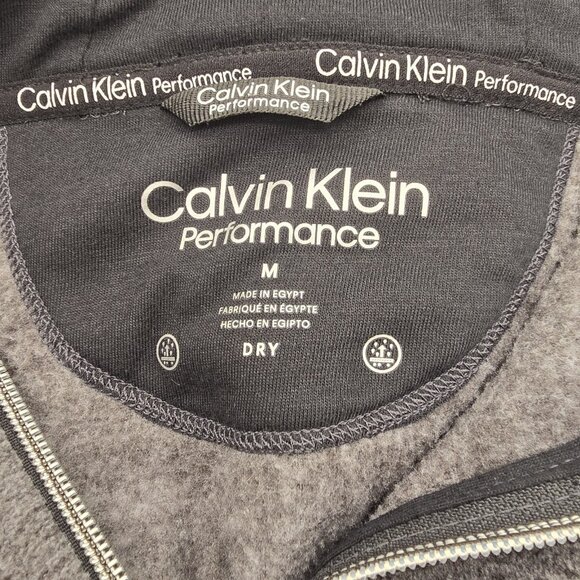 Calvin Klein Performance
Calvin Klein Performance
Calvin Klein
Performance
Calvin Klein
Performance
M
MADE IN EGYPT
FABRIQUÉ EN ÉGYPTE
HECHO EN EGIPTO
DRY